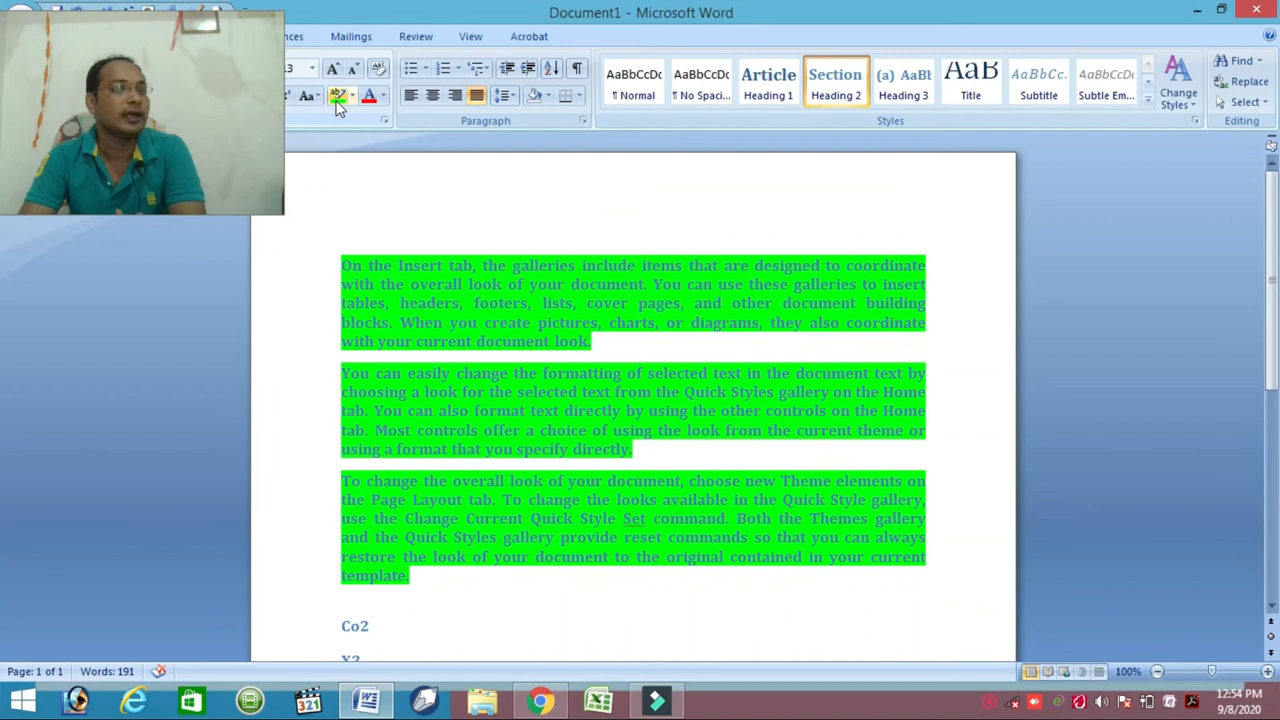 Document1 - Microsoft Word
nces Mailings Review View Acrobat
13
Aa
Paragraph
AaBbCcDc ¶ Normal
AaBbCcDc ¶ No Spaci...
Article Heading 1
Section Heading 2
(a) AaBb Heading 3
AaB Title
AaBbCc. Subtitle
AaBbCcDc Subtle Em...
Change Styles
Styles
Find
Replace
Select
Editing
On the Insert tab, the galleries include items that are designed to coordinate
with the overall look of your document. You can use these galleries to insert
tables, headers, footers, lists, cover pages, and other document building
blocks. When you create pictures, charts, or diagrams, they also coordinate
with your current document look.
You can easily change the formatting of selected text in the document text by
choosing a look for the selected text from the Quick Styles gallery on the Home
tab. You can also format text directly by using the other controls on the Home
tab. Most controls offer a choice of using the look from the current theme or
using a format that you specify directly.
To change the overall look of your document, choose new Theme elements on
the Page Layout tab. To change the looks available in the Quick Style gallery,
use the Change Current Quick Style Set command. Both the Themes gallery
and the Quick Styles gallery provide reset commands so that you can always
restore the look of your document to the original contained in your current
template.
Co2
X2
Page: 1 of 1 Words: 191 100%
321
12:54 PM
9/8/2020